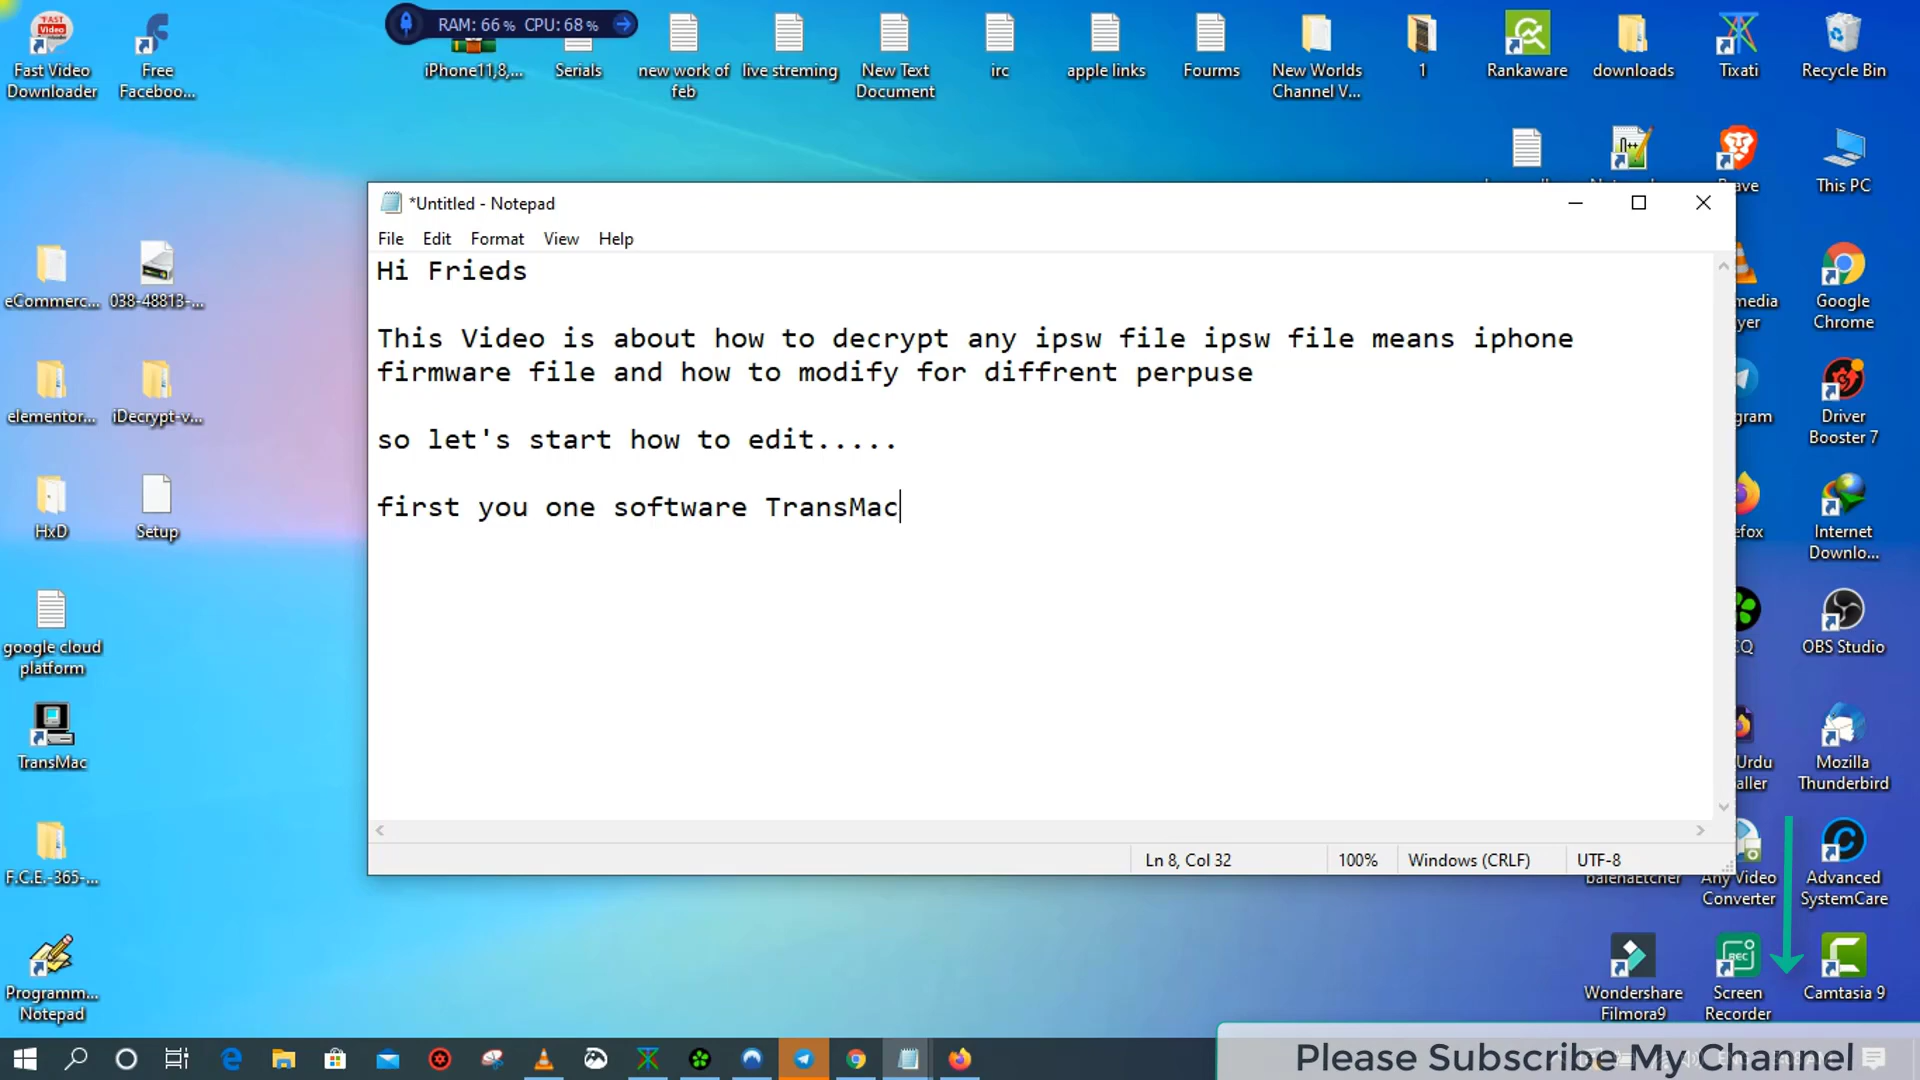 RAM: 66 % CPU: 68 %
Fast Video Downloader
Free Faceboo...
iPhone11,8,...
Serials
new work of feb
live streming
New Text Document
irc
apple links
Fourms
New Worlds Channel V...
1
Rankaware
downloads
Tixati
Recycle Bin
This PC
*Untitled - Notepad
File Edit Format View Help
Hi Frieds
This Video is about how to decrypt any ipsw file ipsw file means iphone
firmware file and how to modify for diffrent perpuse
so let's start how to edit.....
first you one software TransMac
Ln 8, Col 32
100%
Windows (CRLF)
UTF-8
eCommerc...
038-48813-...
elementor...
iDecrypt-v...
HxD
Setup
google cloud platform
TransMac
F.C.E.-365-...
Programm... Notepad
Google Chrome
Driver Booster 7
Internet Downlo...
OBS Studio
Mozilla Thunderbird
balenaEtcher
Any Video Converter
Advanced SystemCare
Wondershare Filmora9
REC
Screen Recorder
Camtasia 9
Please Subscribe My Channel